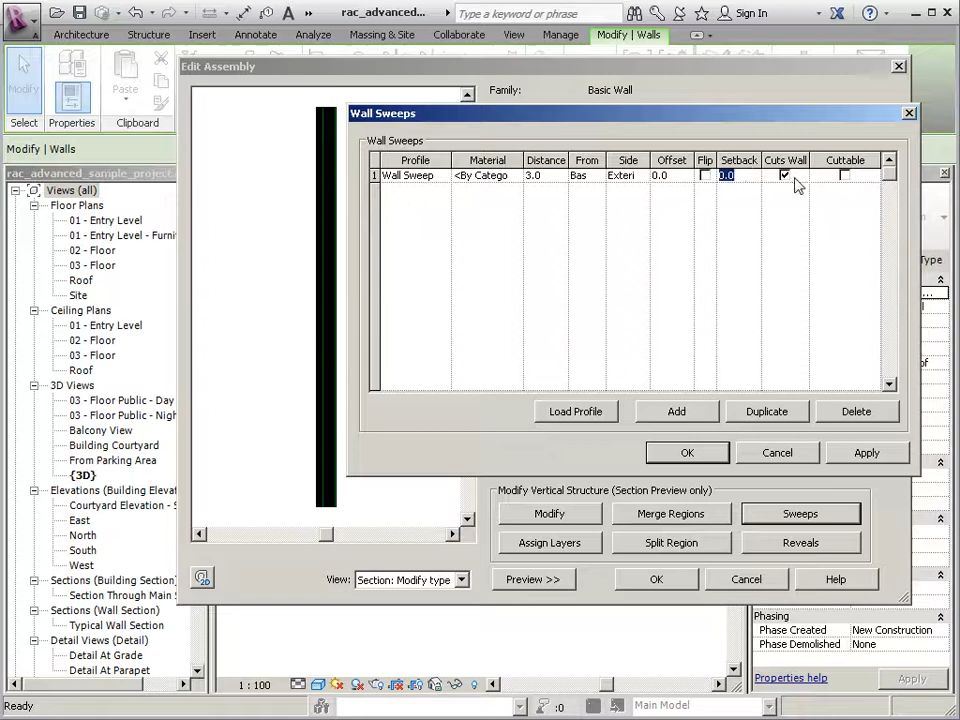 rac_advanced...
Type a keyword or phrase
Sign In
Architecture
Structure
Insert
Annotate
Analyze
Massing & Site
Collaborate
View
Manage
Modify | Walls
Modify
Paste
Select
Properties
Clipboard
Modify | Walls
rac_advanced_sample_project.
Views (all)
Floor Plans
01 - Entry Level
01 - Entry Level - Furni
02 - Floor
03 - Floor
Roof
Site
Ceiling Plans
01 - Entry Level
02 - Floor
03 - Floor
Roof
3D Views
03 - Floor Public - Day
03 - Floor Public - Nigh
Balcony View
Building Courtyard
From Parking Area
{3D}
Elevations (Building Eleva
Courtyard Elevation - S
East
North
South
West
Sections (Building Section)
Section Through Main
Sections (Wall Section)
Typical Wall Section
Detail Views (Detail)
Detail At Grade
Detail At Parapet
Edit Assembly
Family:
Basic Wall
Wall Sweeps
Wall Sweeps
Profile
Material
Distance
From
Side
Offset
Flip
Setback
Cuts Wall
Cuttable
1
Wall Sweep
<By Catego
3.0
Bas
Exteri
0.0
0.0
Load Profile
Add
Duplicate
Delete
OK
Cancel
Apply
Modify Vertical Structure (Section Preview only)
Modify
Merge Regions
Sweeps
Assign Layers
Split Region
Reveals
View:
Section: Modify type
Preview >>
OK
Cancel
Help
Type
Phasing
Phase Created
New Construction
Phase Demolished
None
Properties help
Apply
1 : 100
Ready
:0
Main Model